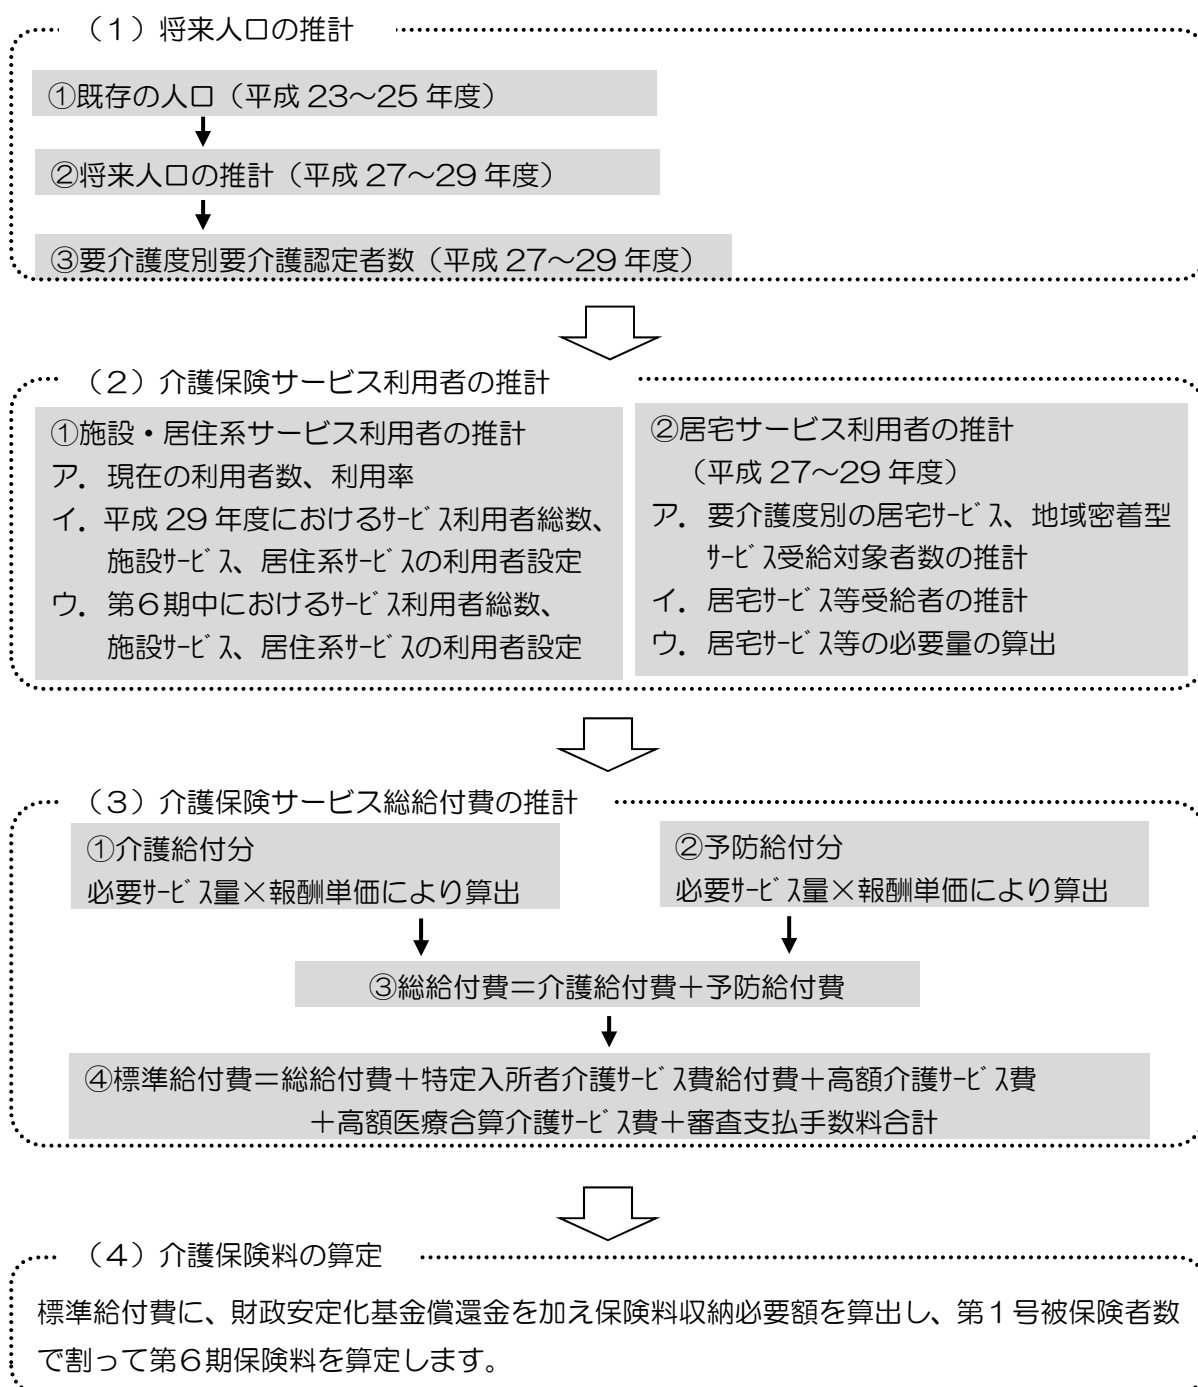 （１）将来人口の推計
①既存の人口（平成 23～25 年度）
②将来人口の推計（平成 27～29 年度）
③要介護度別要介護認定者数（平成 27～29 年度）
（２）介護保険サービス利用者の推計
①施設・居住系サービス利用者の推計
ア．現在の利用者数、利用率
イ．平成 29 年度におけるｻｰﾋﾞｽ利用者総数、
施設ｻｰﾋﾞｽ、居住系ｻｰﾋﾞｽの利用者設定
ウ．第６期中におけるｻｰﾋﾞｽ利用者総数、
施設ｻｰﾋﾞｽ、居住系ｻｰﾋﾞｽの利用者設定
②居宅サービス利用者の推計
（平成 27～29 年度）
ア．要介護度別の居宅ｻｰﾋﾞｽ、地域密着型
ｻｰﾋﾞｽ受給対象者数の推計
イ．居宅ｻｰﾋﾞｽ等受給者の推計
ウ．居宅ｻｰﾋﾞｽ等の必要量の算出
（３）介護保険サービス総給付費の推計
①介護給付分
必要ｻｰﾋﾞｽ量×報酬単価により算出
②予防給付分
必要ｻｰﾋﾞｽ量×報酬単価により算出
③総給付費＝介護給付費＋予防給付費
④標準給付費＝総給付費＋特定入所者介護ｻｰﾋﾞｽ費給付費＋高額介護ｻｰﾋﾞｽ費
＋高額医療合算介護ｻｰﾋﾞｽ費＋審査支払手数料合計
（４）介護保険料の算定
標準給付費に、財政安定化基金償還金を加え保険料収納必要額を算出し、第１号被保険者数
で割って第６期保険料を算定します。